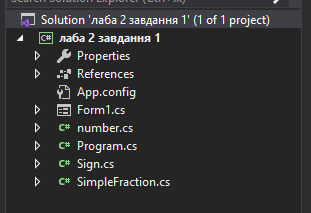 Search Solution Explorer (Ctrl+ж)
Solution 'лаба 2 завдання 1' (1 of 1 project)
C# лаба 2 завдання 1
Properties
References
App.config
Form1.cs
C# number.cs
C# Program.cs
C# Sign.cs
C# SimpleFraction.cs